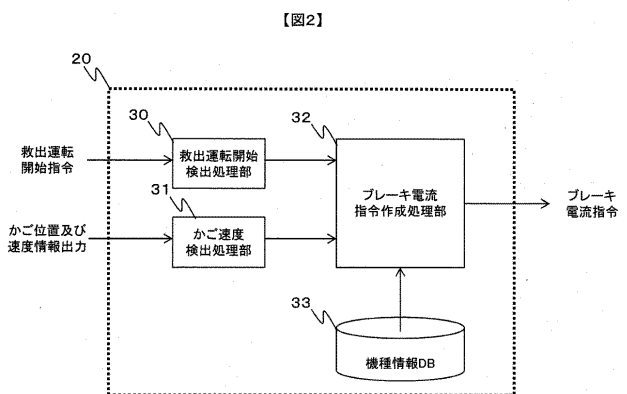 【図2】
20
30
32
救出運転
開始指令
救出運転開始
検出処理部
31
ブレーキ電流
指令作成処理部
ブレーキ
電流指令
かご位置及び
速度情報出力
かご速度
検出処理部
33
機種情報DB